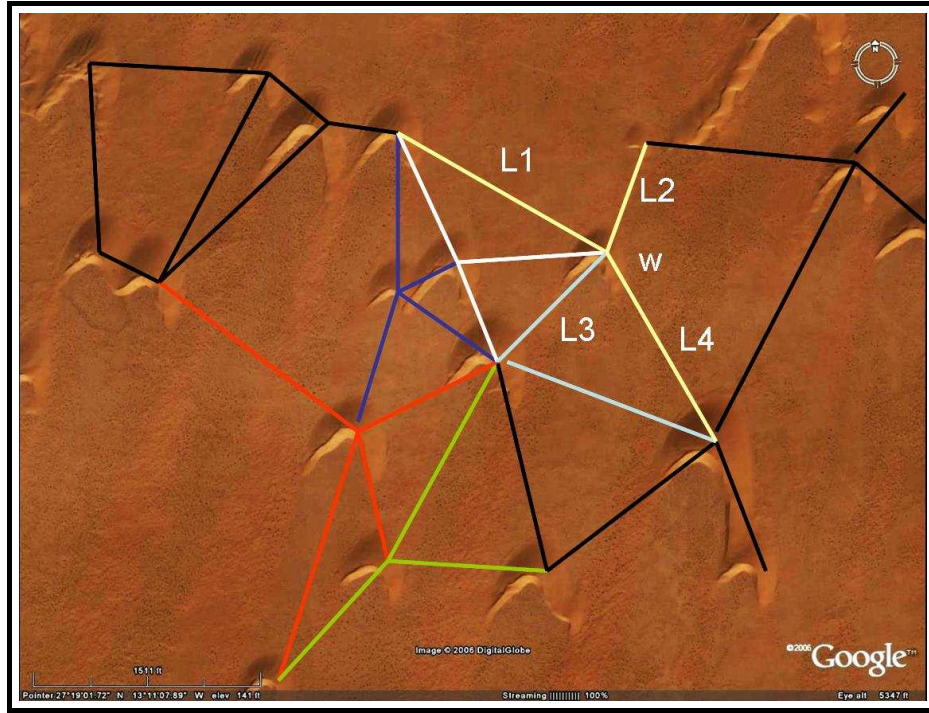 N
L1
L2
W
L3
L4
Image © 2006 DigitalGlobe
©2006 Google™
1511 ft
Pointer 27°19'01.72" N 13°11'07.89" W elev 141 ft Streaming |||||||||| 100% Eye alt 5347 ft